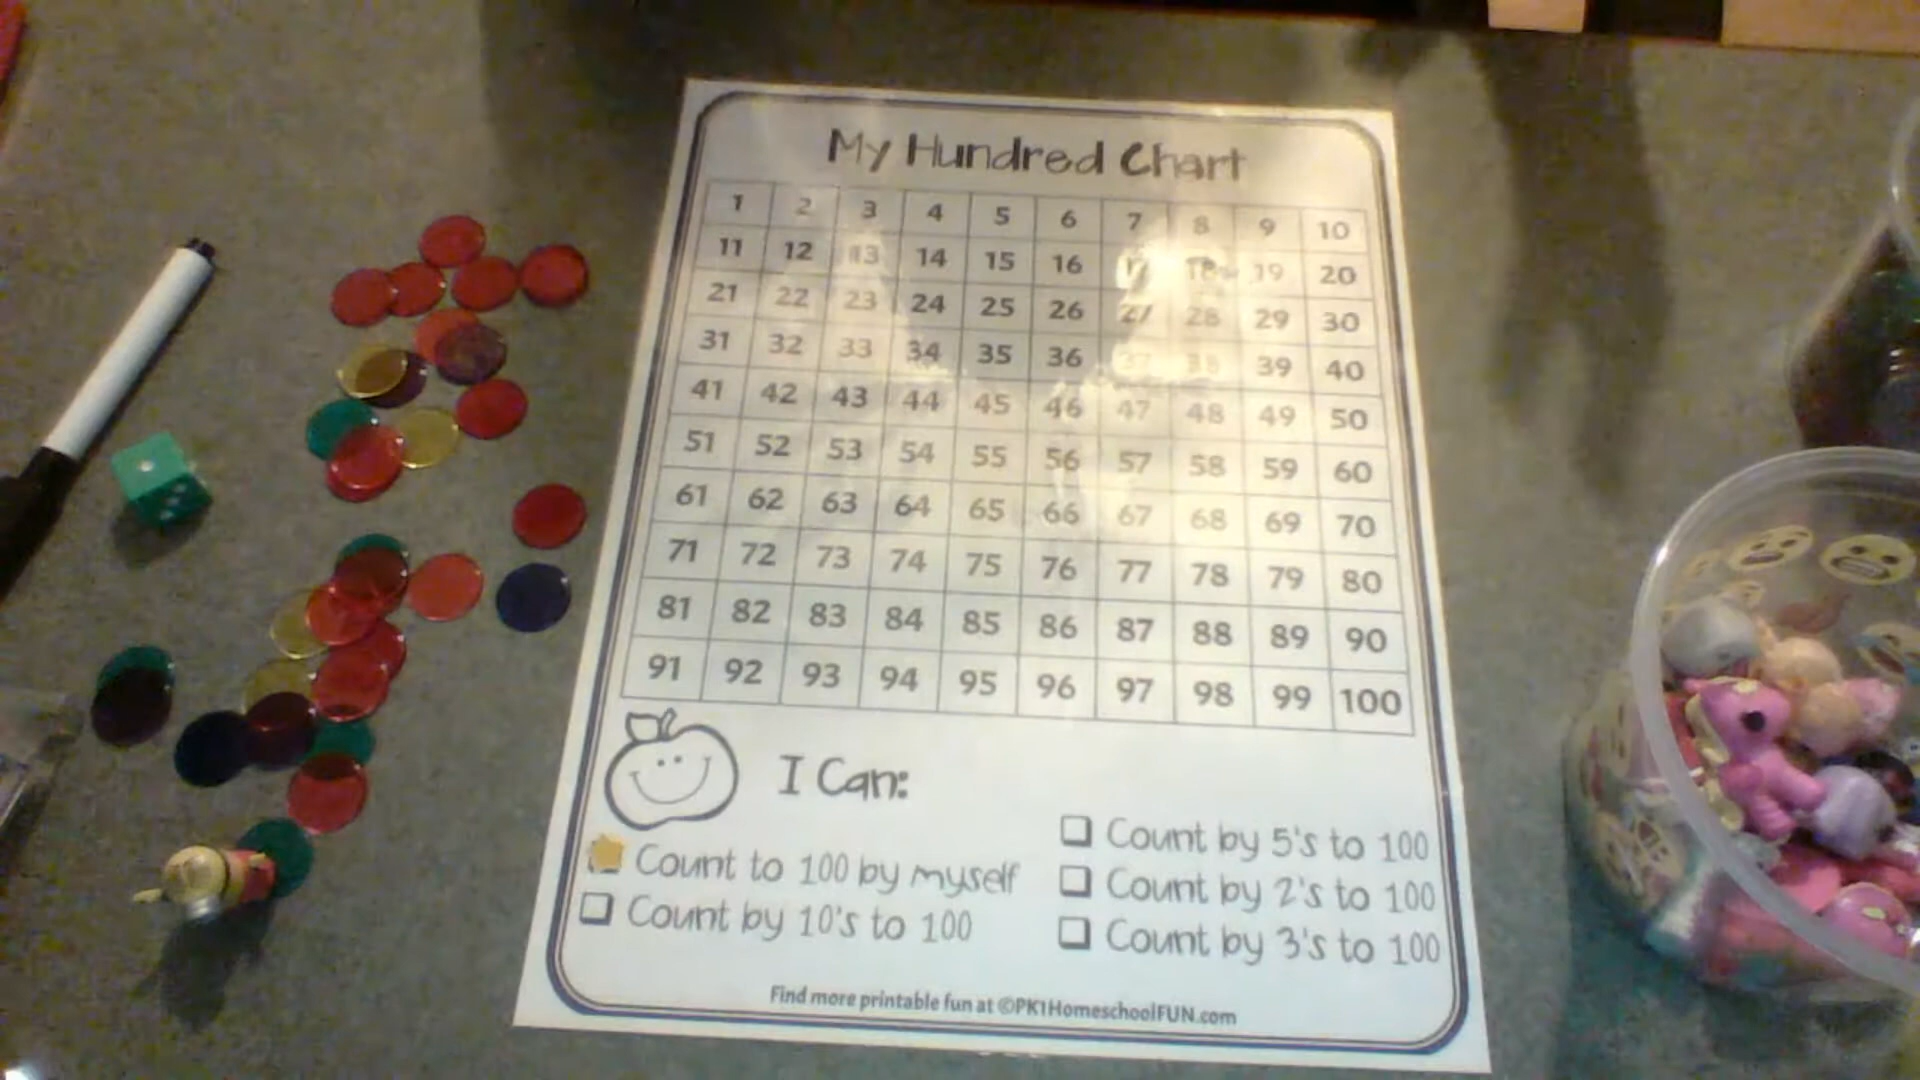 My Hundred Chart
1 2 3 4 5 6 7 8 9 10
11 12 13 14 15 16 17 18 19 20
21 22 23 24 25 26 27 28 29 30
31 32 33 34 35 36 37 38 39 40
41 42 43 44 45 46 47 48 49 50
51 52 53 54 55 56 57 58 59 60
61 62 63 64 65 66 67 68 69 70
71 72 73 74 75 76 77 78 79 80
81 82 83 84 85 86 87 88 89 90
91 92 93 94 95 96 97 98 99 100
I Can:
Count to 100 by myself
Count by 10's to 100
Count by 5's to 100
Count by 2's to 100
Count by 3's to 100
Find more printable fun at ©PK1HomeschoolFUN.com